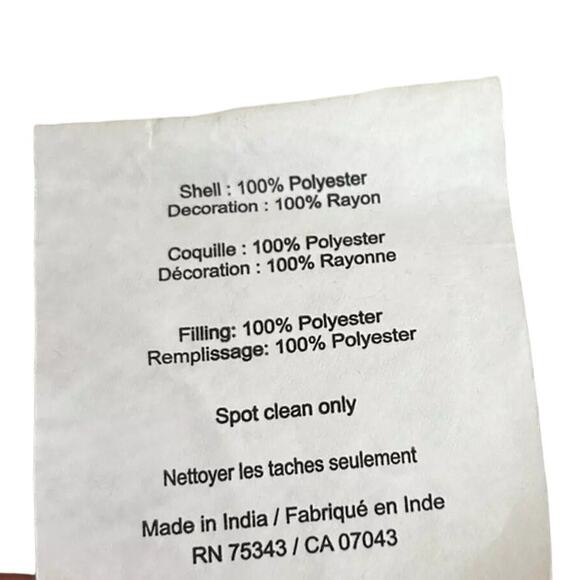 Shell : 100% Polyester
Decoration : 100% Rayon
Coquille : 100% Polyester
Décoration : 100% Rayonne
Filling: 100% Polyester
Remplissage: 100% Polyester
Spot clean only
Nettoyer les taches seulement
Made in India / Fabriqué en Inde
RN 75343 / CA 07043